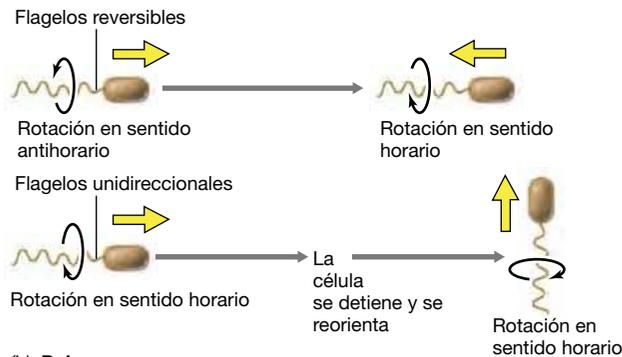 Flagelos reversibles
Rotación en sentido
antihorario
Rotación en sentido
horario
Flagelos unidireccionales
Rotación en sentido horario
La
célula
se detiene y se
reorienta
Rotación en
sentido horario